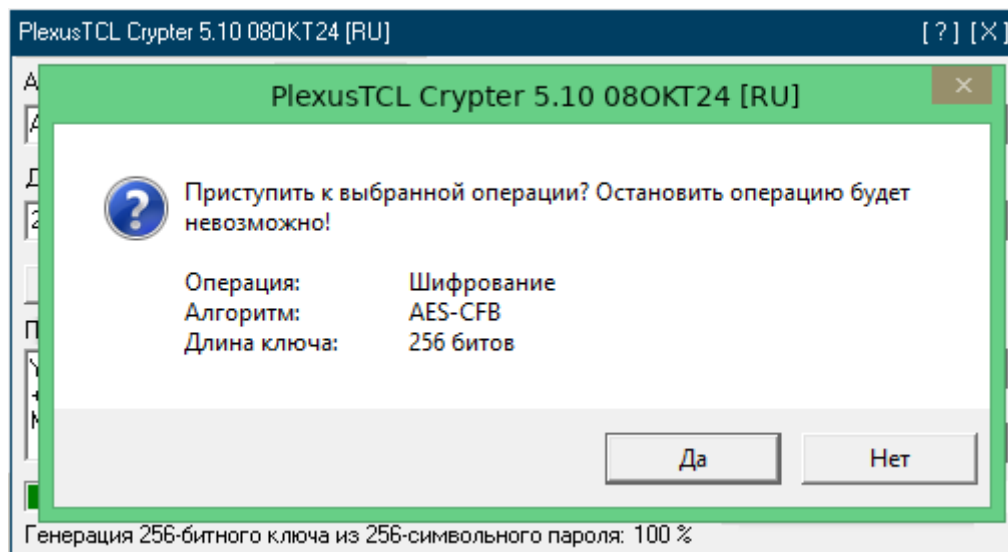 PlexusTCL Crypter 5.10 08OKT24 [RU] [?] [X]
PlexusTCL Crypter 5.10 08OKT24 [RU]
Приступить к выбранной операции? Остановить операцию будет
невозможно!
Операция: Шифрование
Алгоритм: AES-CFB
Длина ключа: 256 битов
Да Нет
Генерация 256-битного ключа из 256-символьного пароля: 100 %